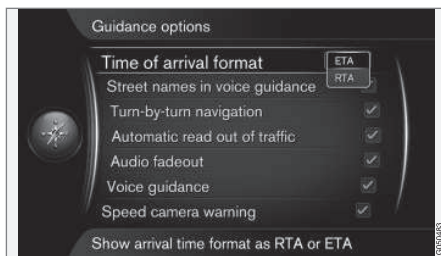 Guidance options
Time of arrival format
ETA
RTA
Street names in voice guidance
Turn-by-turn navigation
Automatic read out of traffic
Audio fadeout
Voice guidance
Speed camera warning
Show arrival time format as RTA or ETA
G050483